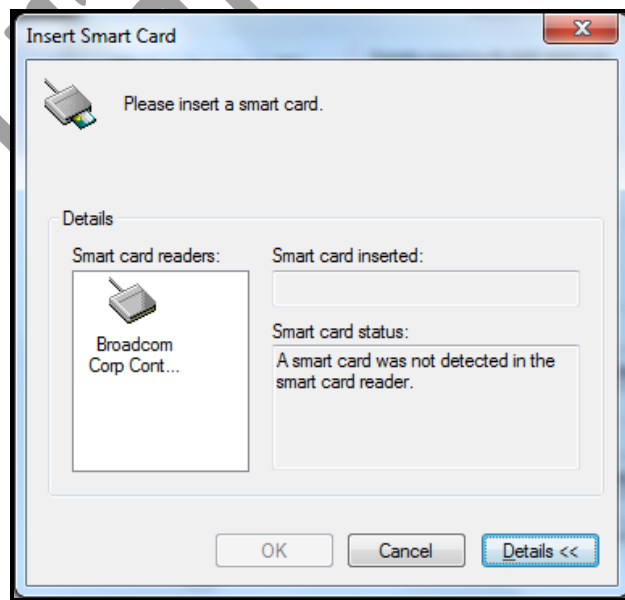 Insert Smart Card
Please insert a smart card.
Details
Smart card readers:
Broadcom
Corp Cont...
Smart card inserted:
Smart card status:
A smart card was not detected in the
smart card reader.
OK
Cancel
Details <<